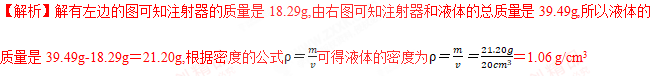 【解析】解有左边的图可知注射器的质量是 18.29g,由右图可知注射器和液体的总质量是 39.49g,所以液体的
质量是 39.49g-18.29g=21.20g,根据密度的公式ρ=m/v可得液体的密度为ρ=m/v=21.20g/20cm³=1.06 g/cm³